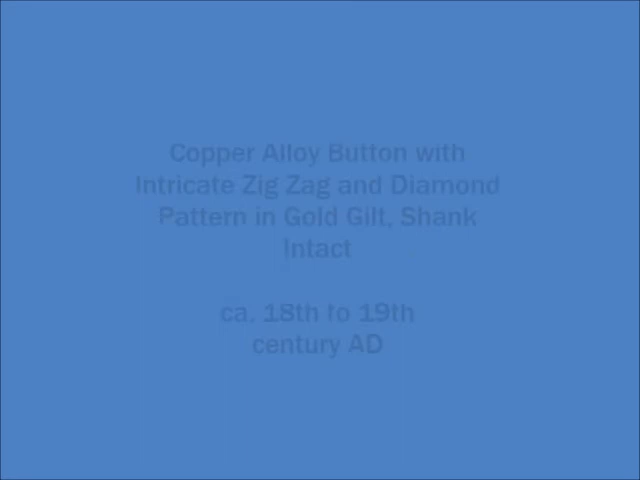 Copper Alloy Button with
Intricate Zig Zag and Diamond
Pattern in Gold Gilt, Shank
Intact
ca. 18th to 19th
century AD